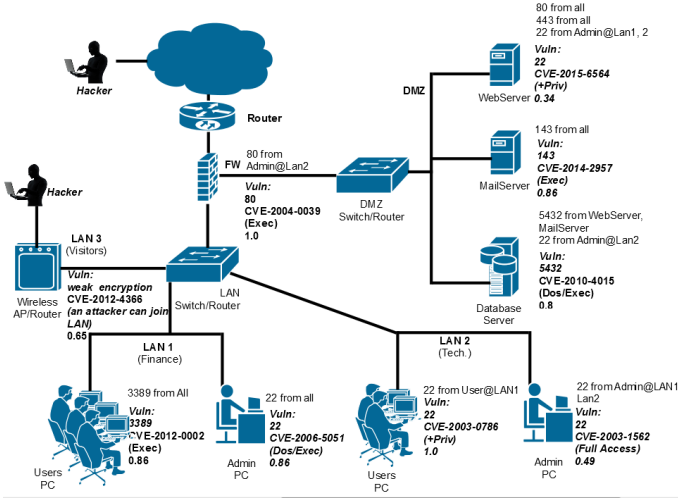 80 from all
443 from all
22 from Admin@Lan1, 2
Vuln:
22
CVE-2015-6564
(+Priv)
0.34
WebServer
DMZ
Hacker
Router
FW
80 from
Admin@Lan2
Vuln:
80
CVE-2004-0039
(Exec)
1.0
DMZ
Switch/Router
143 from all
Vuln:
143
CVE-2014-2957
(Exec)
0.86
MailServer
5432 from WebServer,
MailServer
22 from Admin@Lan2
Vuln:
5432
CVE-2010-4015
(Dos/Exec)
0.8
Database
Server
Hacker
LAN 3
(Visitors)
Wireless
AP/Router
Vuln:
weak encryption
CVE-2012-4366
(an attacker can join
LAN)
0.65
LAN
Switch/Router
LAN 1
(Finance)
LAN 2
(Tech.)
3389 from All
Vuln:
3389
CVE-2012-0002
(Exec)
0.86
Users
PC
22 from all
Vuln:
22
CVE-2006-5051
(Dos/Exec)
0.86
Admin
PC
22 from User@LAN1
Vuln:
22
CVE-2003-0786
(+Priv)
1.0
Users
PC
22 from Admin@LAN1
Lan2
Vuln:
22
CVE-2003-1562
(Full Access)
0.49
Admin
PC